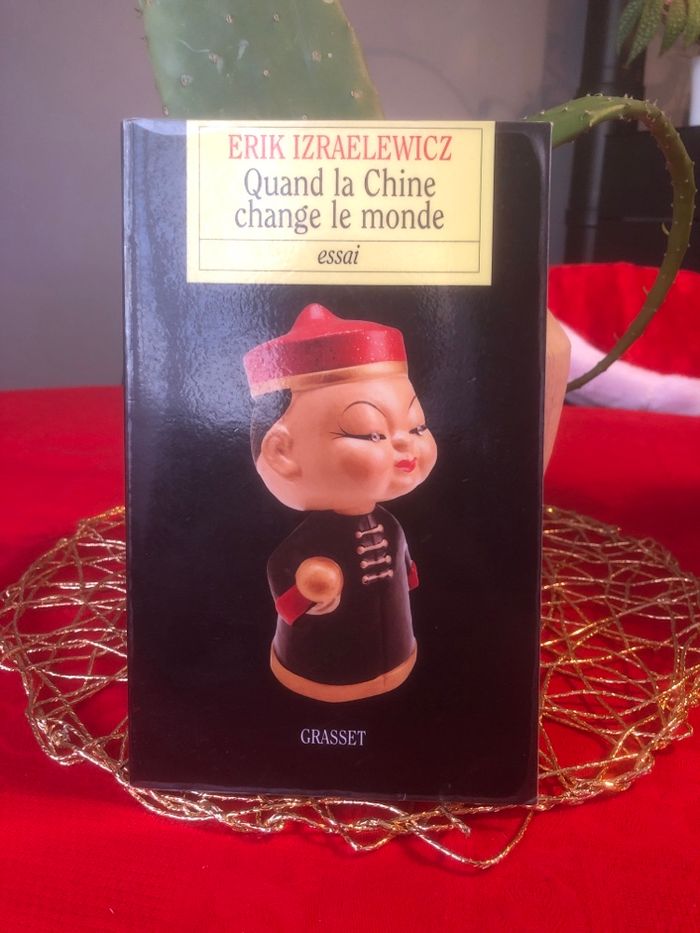 ERIK IZRAELEWICZ
Quand la Chine
change le monde
essai
GRASSET